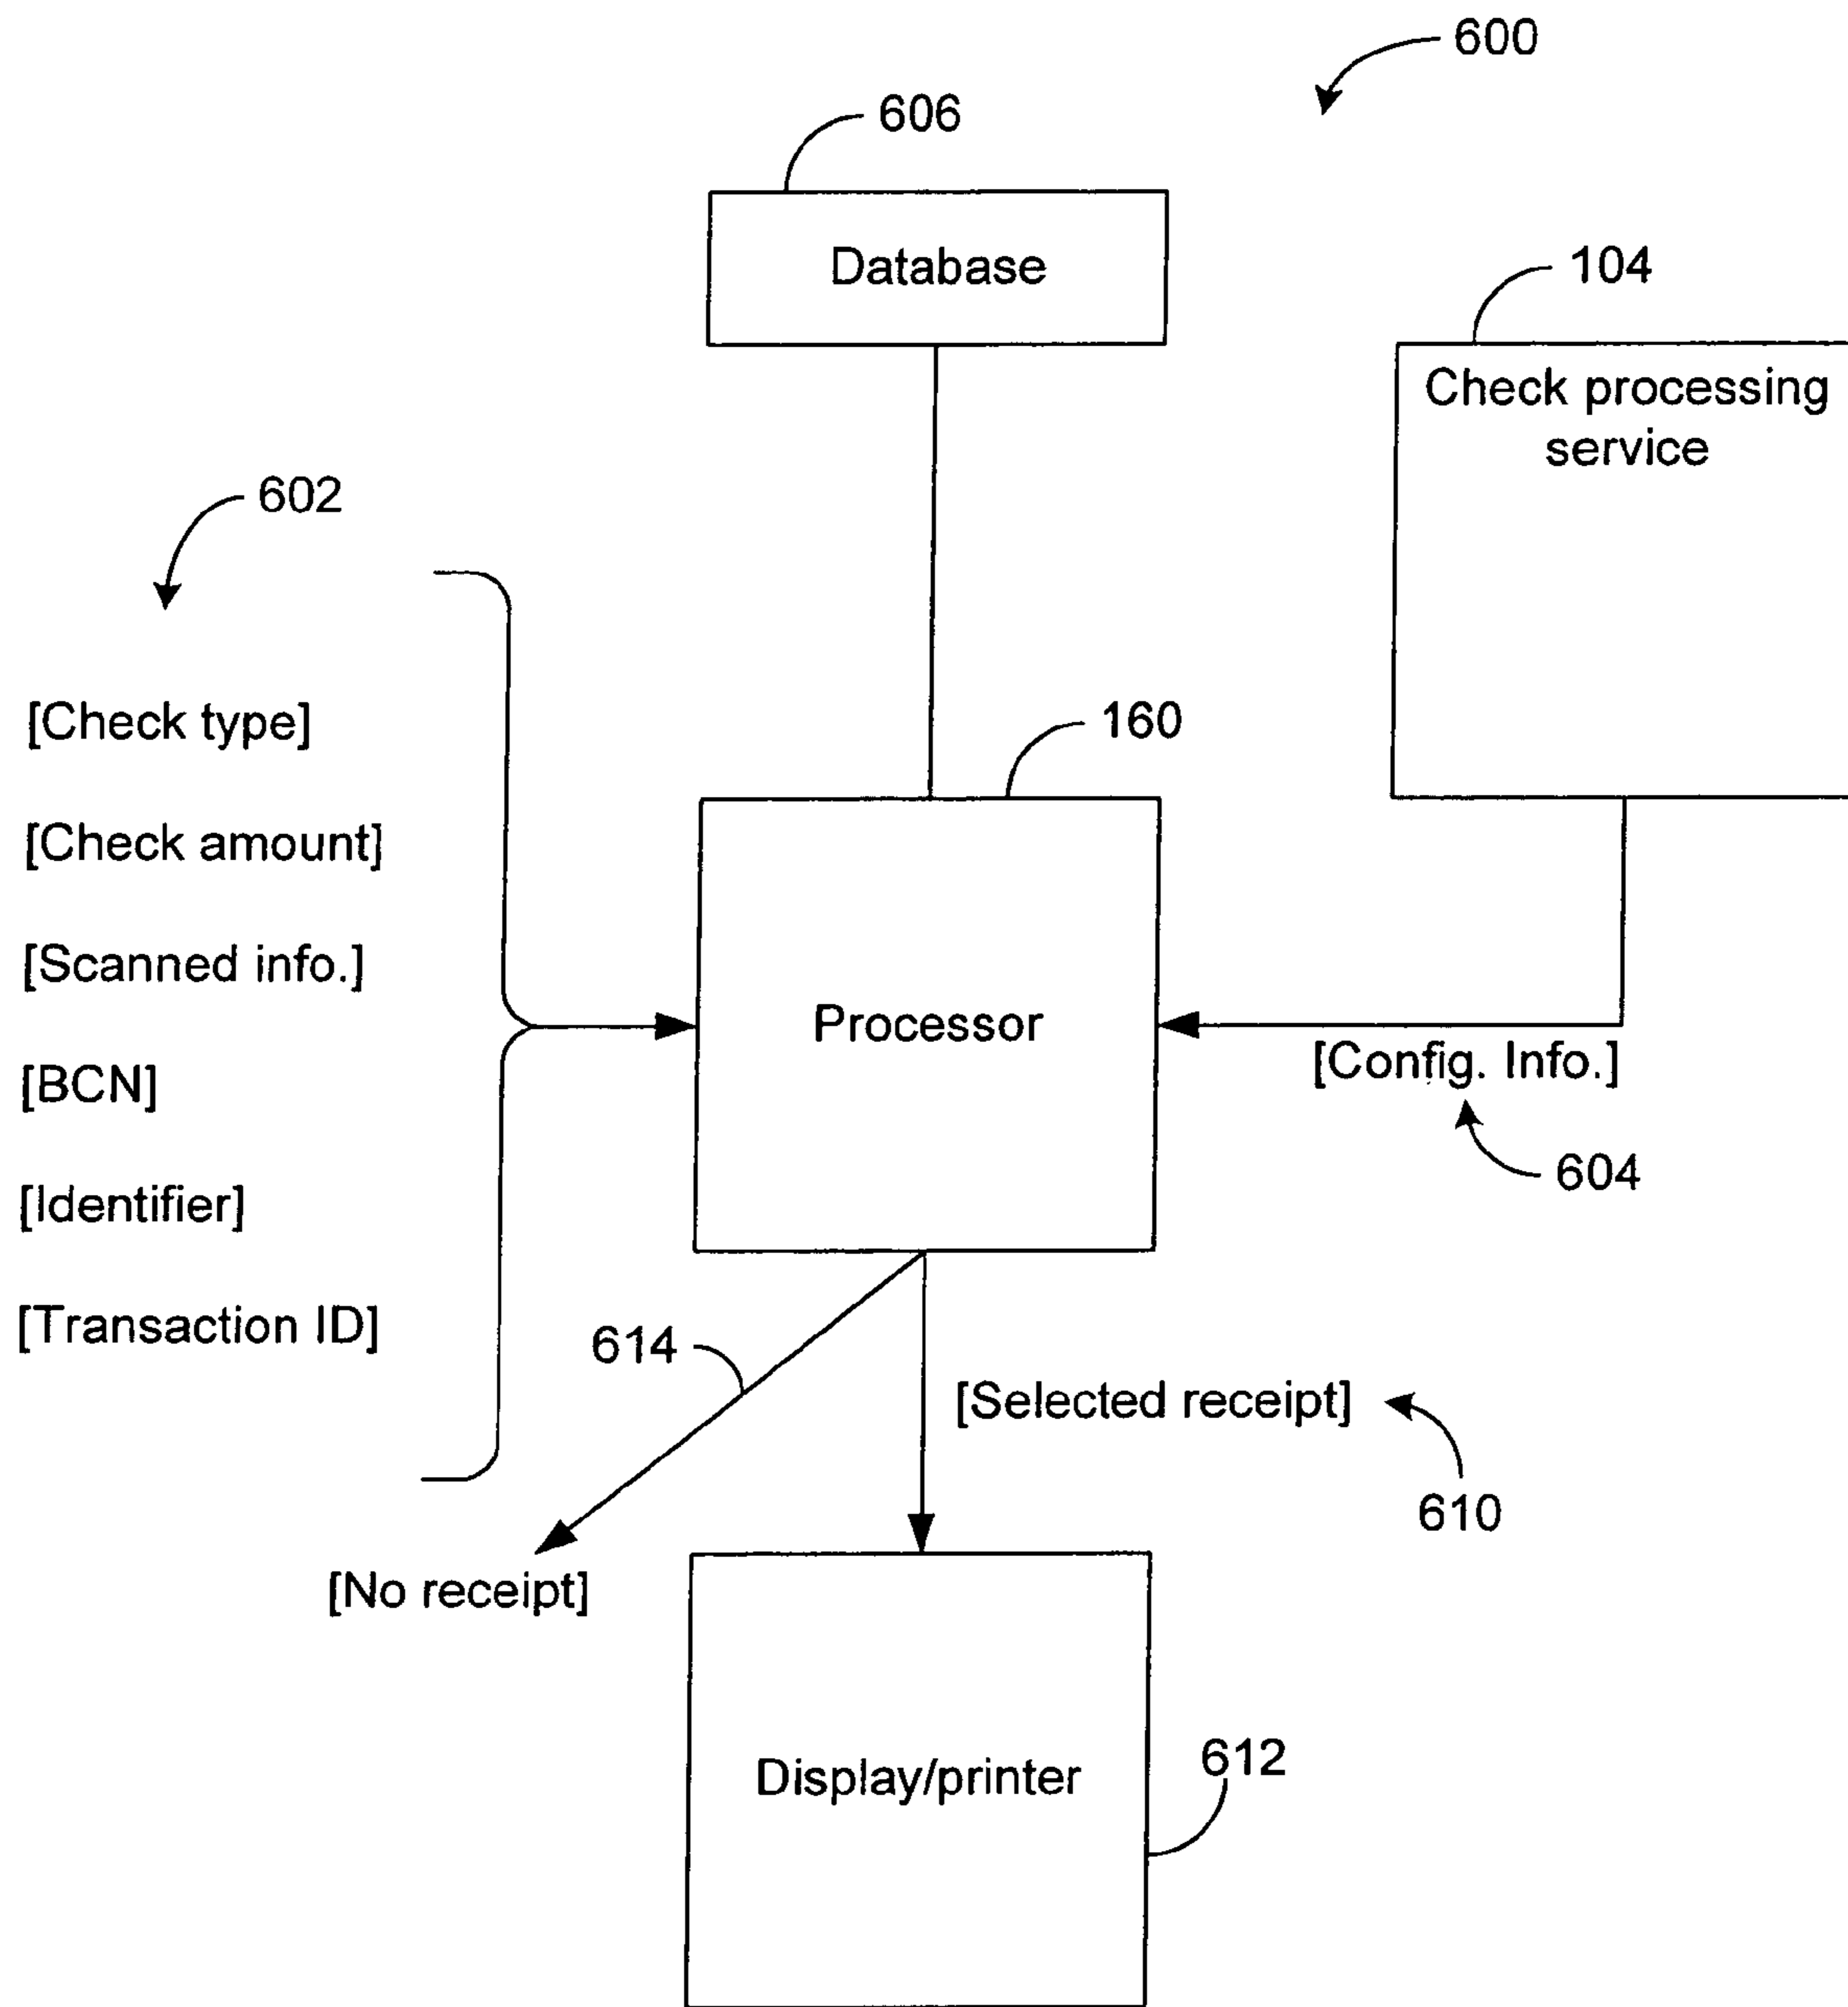 600
606
Database
104
Check processing
service
602
[Check type]
[Check amount]
[Scanned info.]
[BCN]
[Identifier]
[Transaction ID]
160
Processor
[Config. Info.]
604
614
[Selected receipt]
610
[No receipt]
Display/printer
612